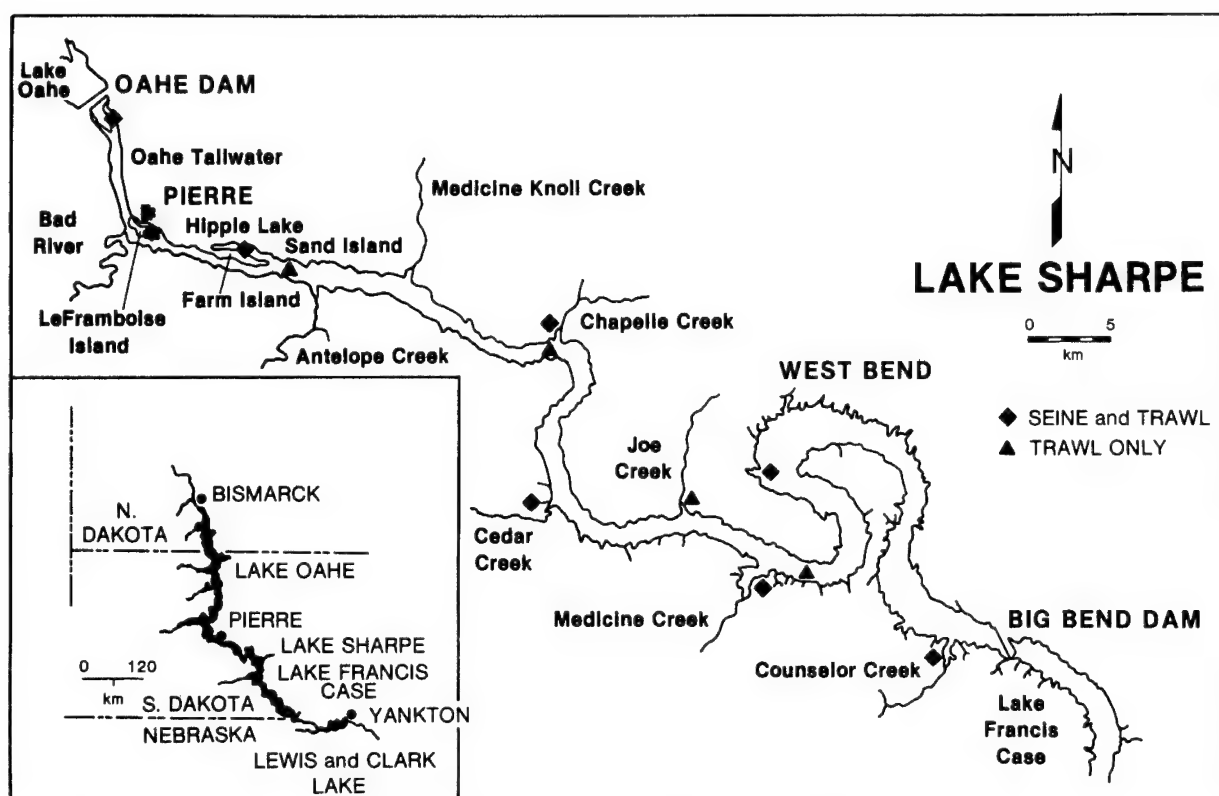 Lake
Oahe
OAHE DAM
Oahe Tailwater
PIERRE
Hipple Lake
Bad
River
Sand Island
Medicine Knoll Creek
Farm Island
LeFramboise
Island
Antelope Creek
Chapelle Creek
N
LAKE SHARPE
0 5
km
WEST BEND
◆ SEINE and TRAWL
▲ TRAWL ONLY
Joe
Creek
Cedar
Creek
Medicine Creek
Counselor Creek
BIG BEND DAM
Lake
Francis
Case
BISMARCK
N.
DAKOTA
LAKE OAHE
PIERRE
LAKE SHARPE
LAKE FRANCIS
CASE
0 120
km
S. DAKOTA
NEBRASKA
YANKTON
LEWIS and CLARK
LAKE